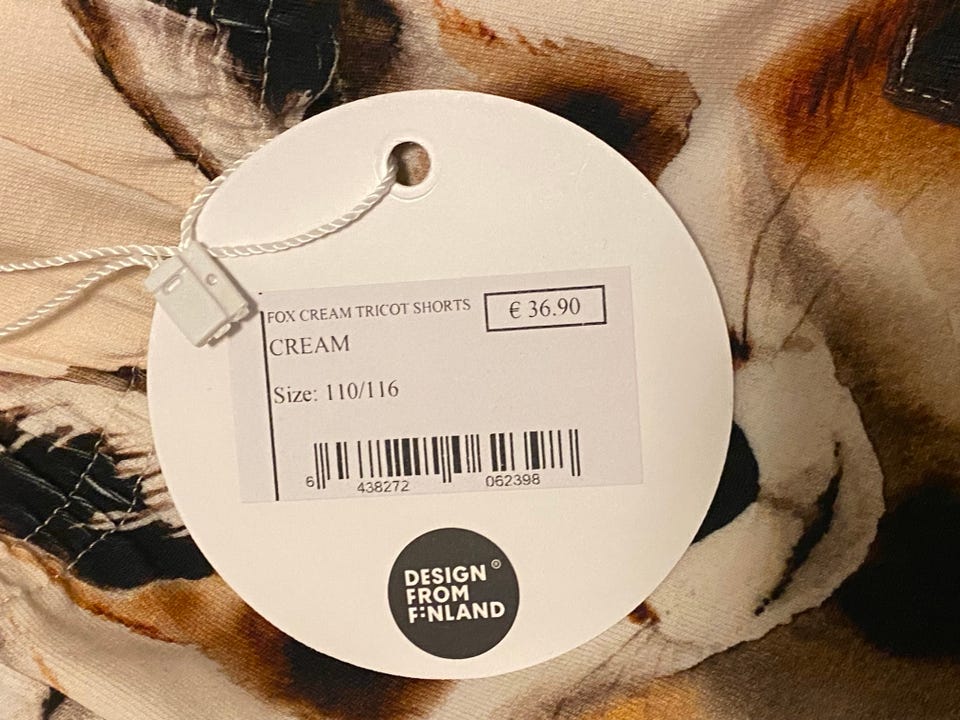 FOX CREAM TRICOT SHORTS
€ 36.90
CREAM
Size: 110/116
6 438272 062398
DESIGN ®
FROM
FINLAND